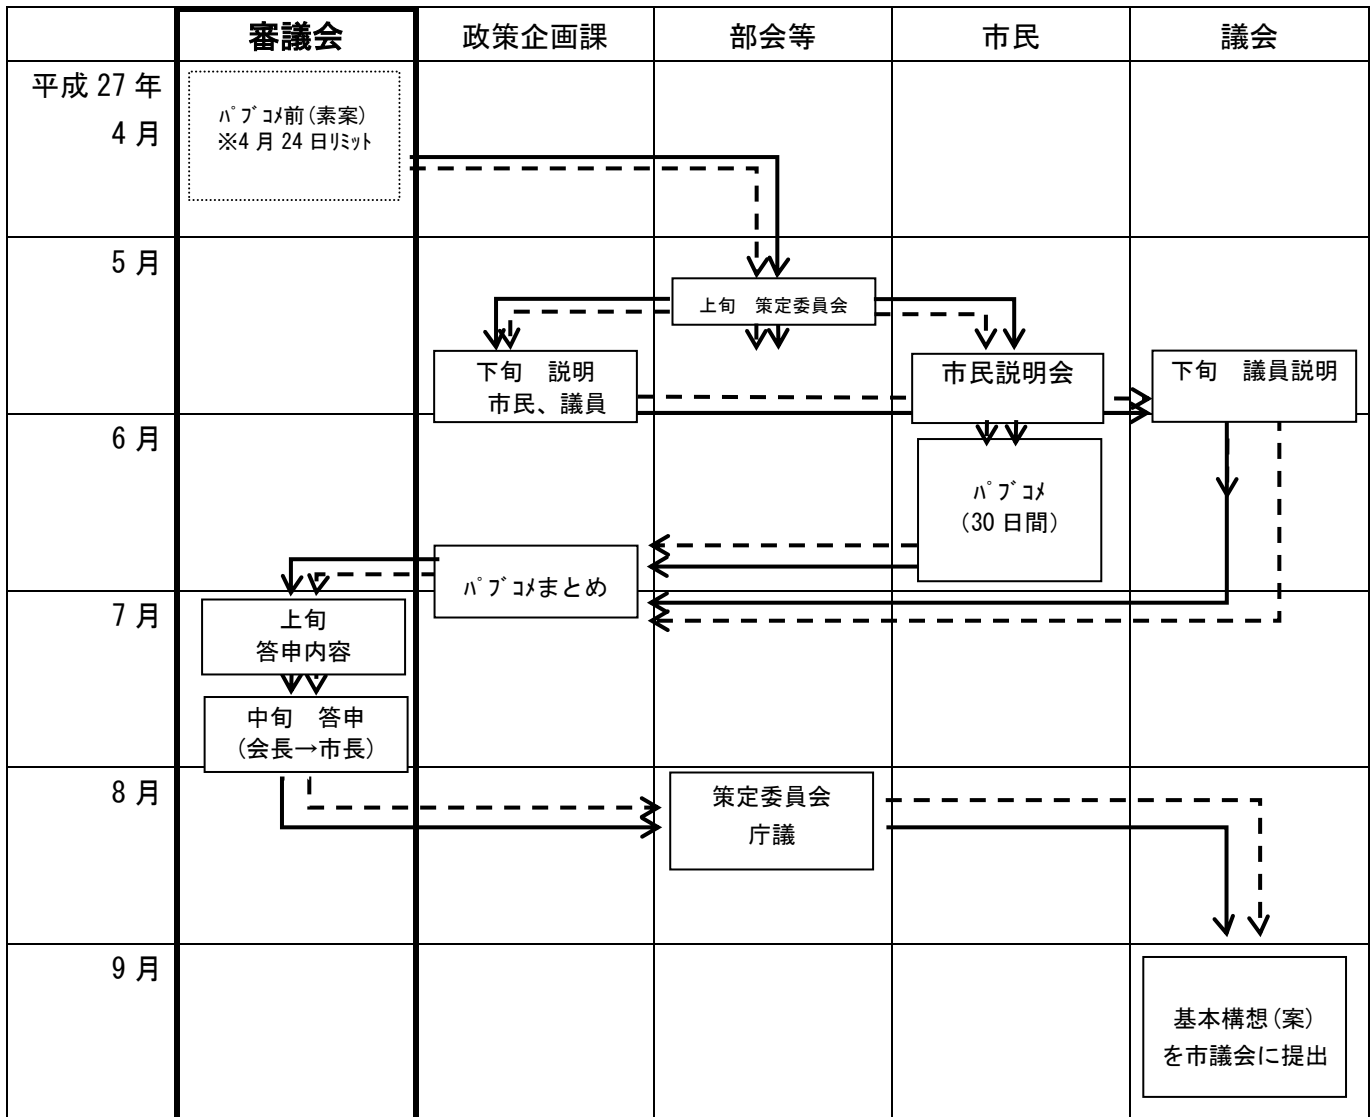 審議会
政策企画課
部会等
市民
議会
平成 27 年
4 月
ﾊﾟﾌﾞｺﾒ前(素案)
※4 月 24 日ﾘﾐｯﾄ
5 月
上旬　策定委員会
下旬　説明
市民、議員
市民説明会
下旬　議員説明
6 月
ﾊﾟﾌﾞｺﾒ
(30 日間)
ﾊﾟﾌﾞｺﾒまとめ
7 月
上旬
答申内容
中旬　答申
(会長→市長)
8 月
策定委員会
庁議
9 月
基本構想(案)
を市議会に提出